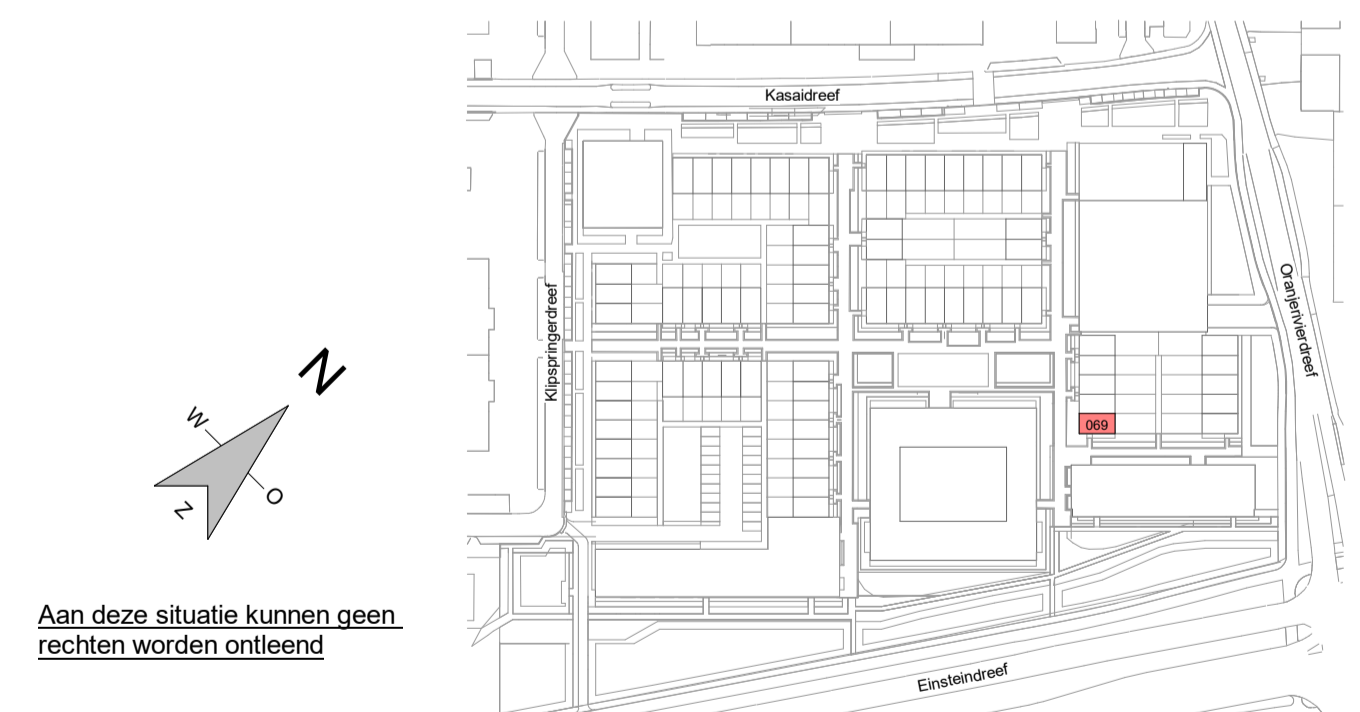 Kasaidreef
Klipspringerdreef
Oranjerivierdreef
069
N
W
O
Z
Aan deze situatie kunnen geen
rechten worden ontleend
Einsteindreef